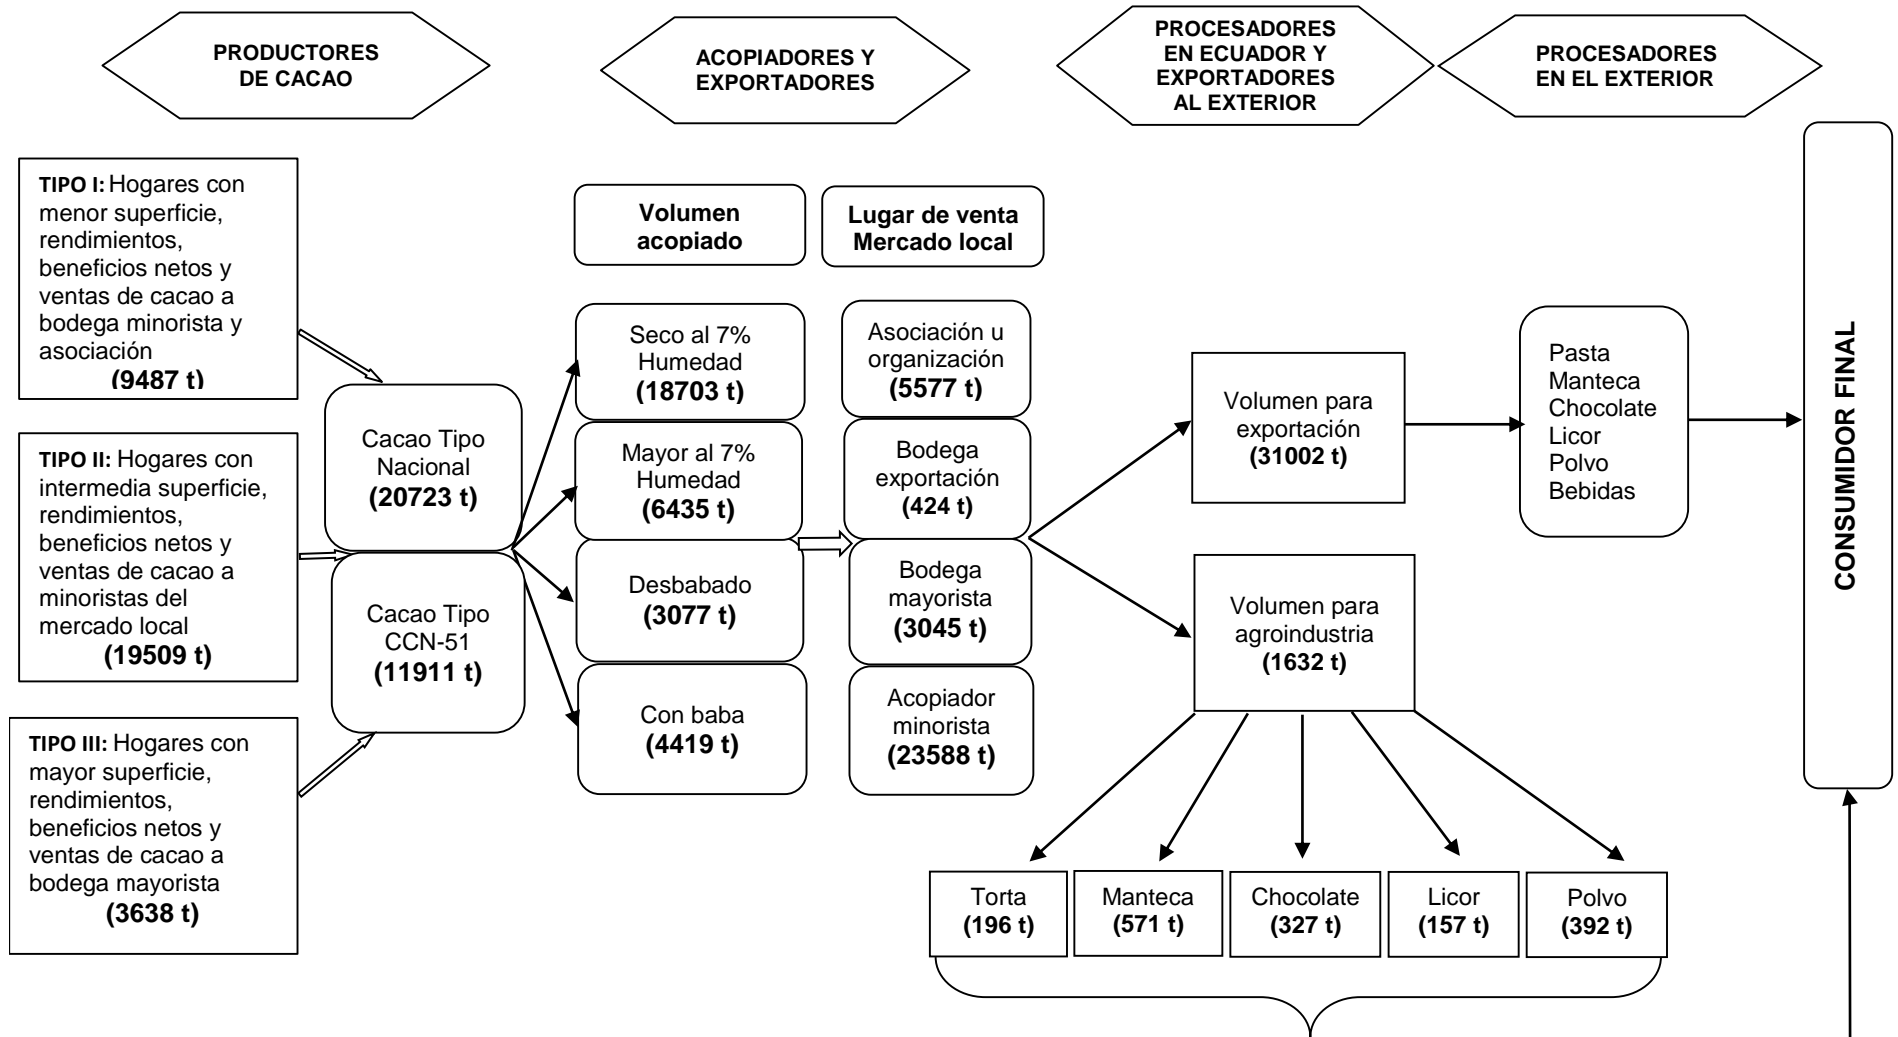 PRODUCTORES
DE CACAO
ACOPIADORES Y
EXPORTADORES
PROCESADORES
EN ECUADOR Y
EXPORTADORES
AL EXTERIOR
PROCESADORES
EN EL EXTERIOR
TIPO I: Hogares con
menor superficie,
rendimientos,
beneficios netos y
ventas de cacao a
bodega minorista y
asociación
(9487 t)
TIPO II: Hogares con
intermedia superficie,
rendimientos,
beneficios netos y
ventas de cacao a
minoristas del
mercado local
(19509 t)
TIPO III: Hogares con
mayor superficie,
rendimientos,
beneficios netos y
ventas de cacao a
bodega mayorista
(3638 t)
Cacao Tipo
Nacional
(20723 t)
Cacao Tipo
CCN-51
(11911 t)
Volumen
acopiado
Seco al 7%
Humedad
(18703 t)
Mayor al 7%
Humedad
(6435 t)
Desbabado
(3077 t)
Con baba
(4419 t)
Lugar de venta
Mercado local
Asociación u
organización
(5577 t)
Bodega
exportación
(424 t)
Bodega
mayorista
(3045 t)
Acopiador
minorista
(23588 t)
Volumen para
exportación
(31002 t)
Volumen para
agroindustria
(1632 t)
Pasta
Manteca
Chocolate
Licor
Polvo
Bebidas
CONSUMIDOR FINAL
Torta
(196 t)
Manteca
(571 t)
Chocolate
(327 t)
Licor
(157 t)
Polvo
(392 t)